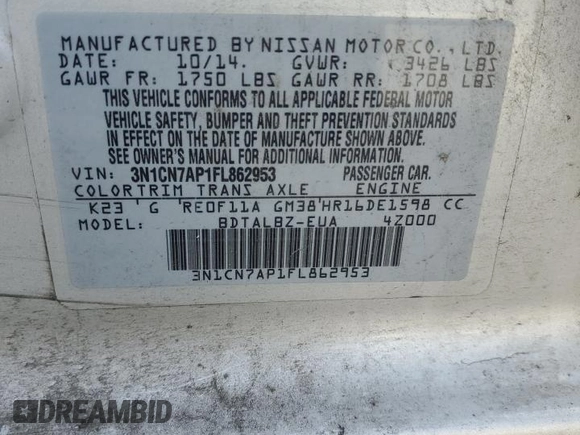 MANUFACTURED BY NISSAN MOTOR CO., LTD.
DATE: 10/14. GVWR: 3426 LBS
GAWR FR: 1750 LBS GAWR RR: 1708 LBS
THIS VEHICLE CONFORMS TO ALL APPLICABLE FEDERAL MOTOR
VEHICLE SAFETY, BUMPER AND THEFT PREVENTION STANDARDS
IN EFFECT ON THE DATE OF MANUFACTURE SHOWN ABOVE.
SEE OWNER'S MANUAL FOR ADDITIONAL INFORMATION.
VIN: 3N1CN7AP1FL862953 PASSENGER CAR.
COLORTRIM TRANS AXLE ENGINE
K23 'G 'RE0F11A GM38'HR16DE1598 CC
MODEL: BDTALBZ-EUA 4Z000
3N1CN7AP1FL862953
DREAMBID